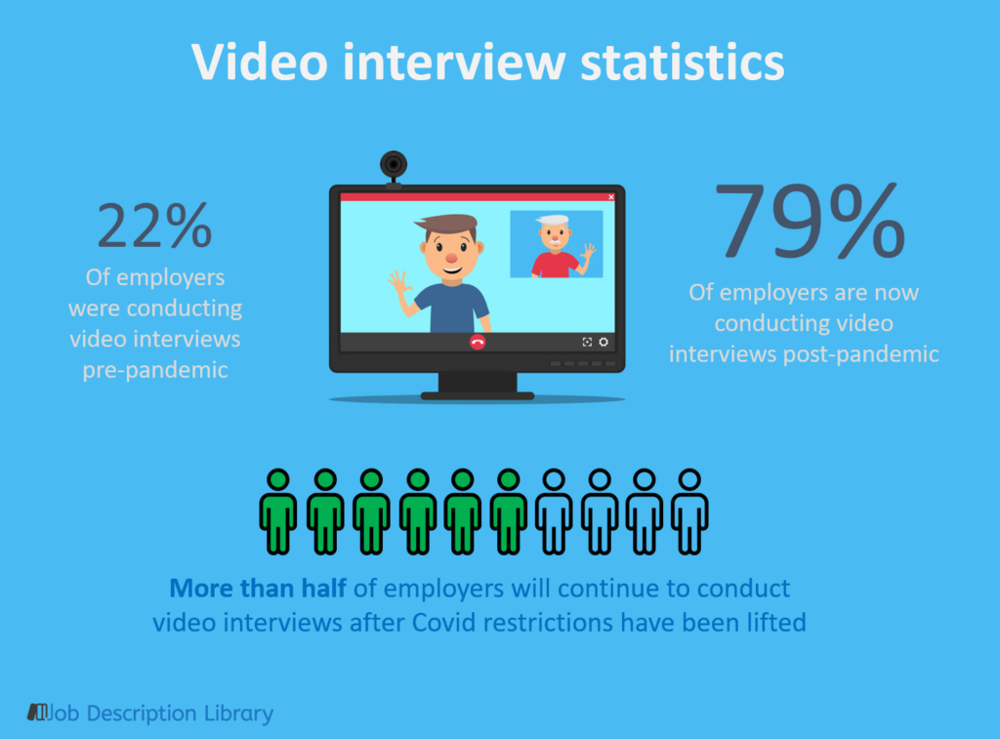 Video interview statistics
22%
Of employers
were conducting
video interviews
pre-pandemic
79%
Of employers are now
conducting video
interviews post-pandemic
More than half of employers will continue to conduct
video interviews after Covid restrictions have been lifted
Job Description Library